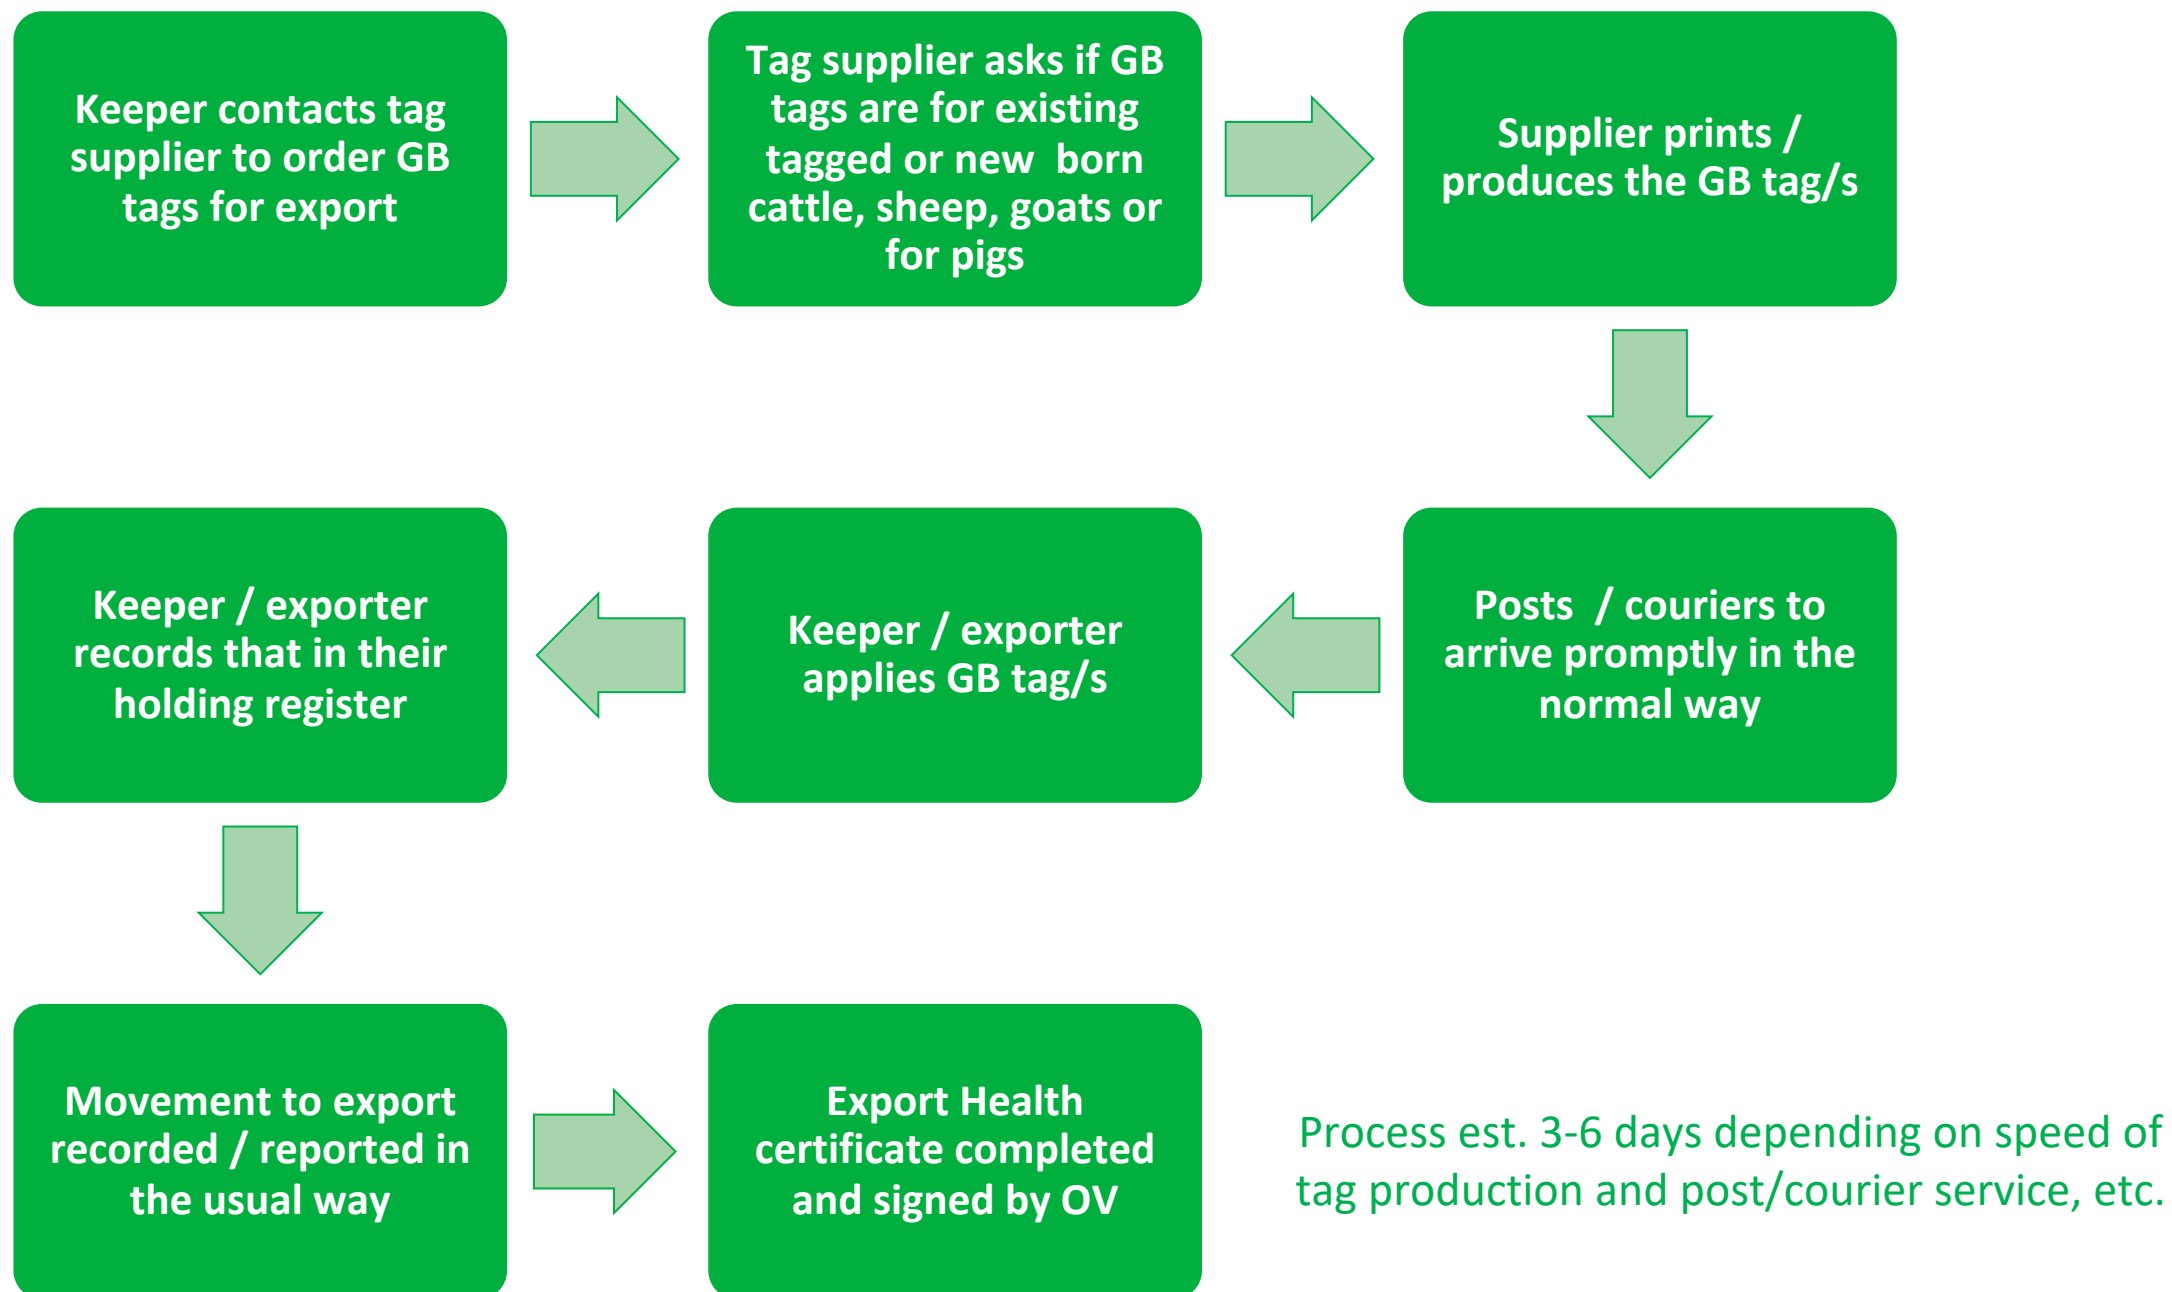 Keeper contacts tag
supplier to order GB
tags for export
Tag supplier asks if GB
tags are for existing
tagged or new  born
cattle, sheep, goats or
for pigs
Supplier prints /
produces the GB tag/s
Posts  / couriers to
arrive promptly in the
normal way
Keeper / exporter
applies GB tag/s
Keeper / exporter
records that in their
holding register
Movement to export
recorded / reported in
the usual way
Export Health
certificate completed
and signed by OV
Process est. 3-6 days depending on speed of
tag production and post/courier service, etc.